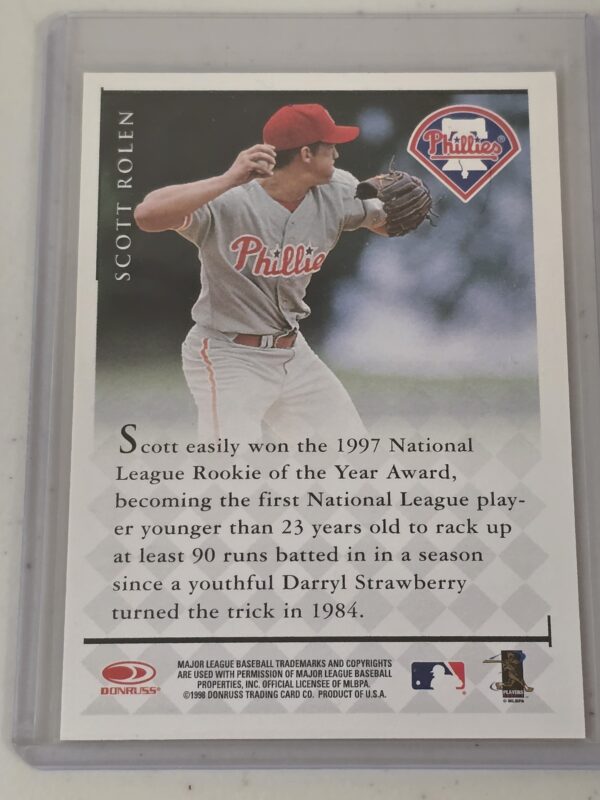 SCOTT ROLEN
Phillies
Phillies
Scott easily won the 1997 National
League Rookie of the Year Award,
becoming the first National League play-
er younger than 23 years old to rack up
at least 90 runs batted in in a season
since a youthful Darryl Strawberry
turned the trick in 1984.
DONRUSS
MAJOR LEAGUE BASEBALL TRADEMARKS AND COPYRIGHTS
ARE USED WITH PERMISSION OF MAJOR LEAGUE BASEBALL
PROPERTIES, INC. OFFICIAL LICENSEE OF MLBPA.
©1998 DONRUSS TRADING CARD CO. PRODUCT OF U.S.A.
PLAYERS
© MLBPA